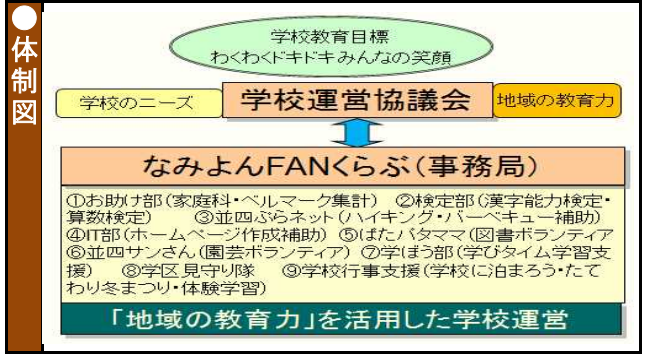 ●体制図
学校教育目標
わくわくドキドキみんなの笑顔
学校のニーズ
学校運営協議会
地域の教育力
なみよんFANくらぶ(事務局)
①お助け部(家庭科・ベルマーク集計) ②検定部(漢字能力検定・
算数検定) ③並四ぶらネット(ハイキング・バーベキュー補助)
④IT部(ホームページ作成補助) ⑤ぱたパタママ(図書ボランティア
⑥並四サンさん(園芸ボランティア) ⑦学ぼう部(学びタイム学習支
援) ⑧学区見守り隊 ⑨学校行事支援(学校に泊まろう・たて
わり冬まつり・体験学習)
「地域の教育力」を活用した学校運営